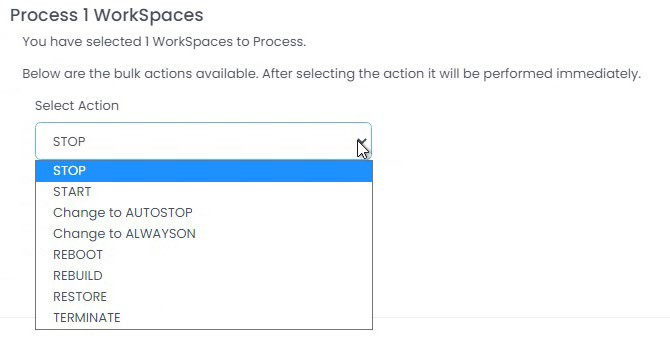 Process 1 WorkSpaces
You have selected 1 WorkSpaces to Process.
Below are the bulk actions available. After selecting the action it will be performed immediately.
Select Action
STOP
STOP
START
Change to AUTOSTOP
Change to ALWAYSON
REBOOT
REBUILD
RESTORE
TERMINATE